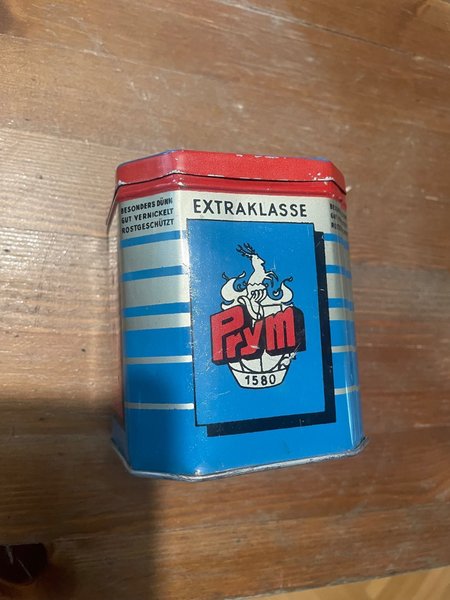 BESONDERS DÜNN
GUT VERNICKELT
ROSTGESCHÜTZT
EXTRAKLASSE
Prym
1580